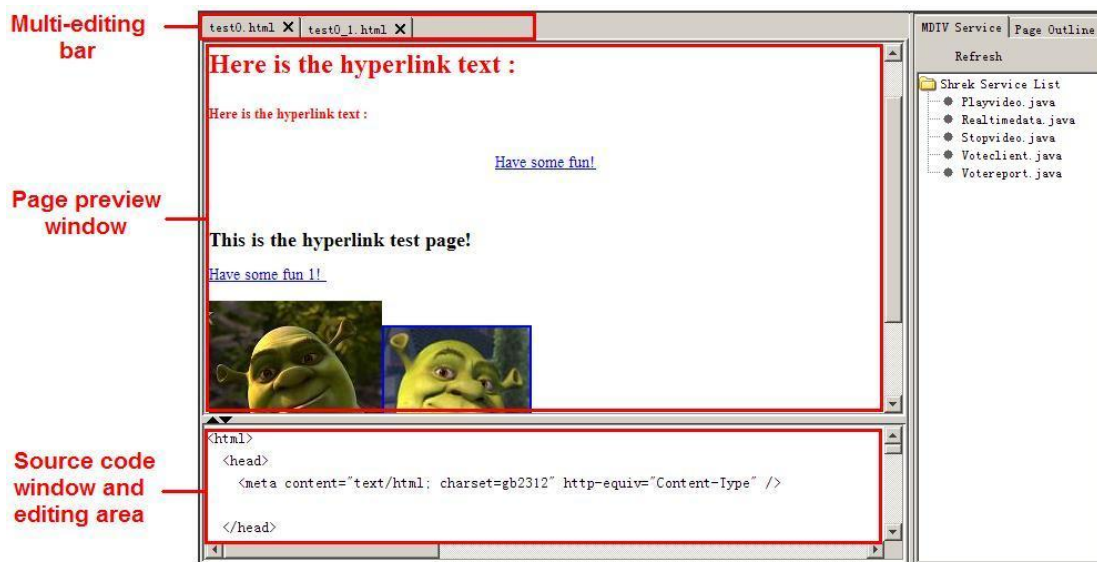 Multi-editing
bar
test0.html X test0_1.html X
Here is the hyperlink text :
Here is the hyperlink text :
Have some fun!
Page preview
window
This is the hyperlink test page!
Have some fun 1!
Source code
window and
editing area
<html>
<head>
<meta content="text/html; charset=gb2312" http-equiv="Content-Type" />
</head>
MDTV Service Page Outline
Refresh
Shrek Service List
Playvideo.java
Realtimedata.java
Stopvideo.java
Voteclient.java
Votereport.java